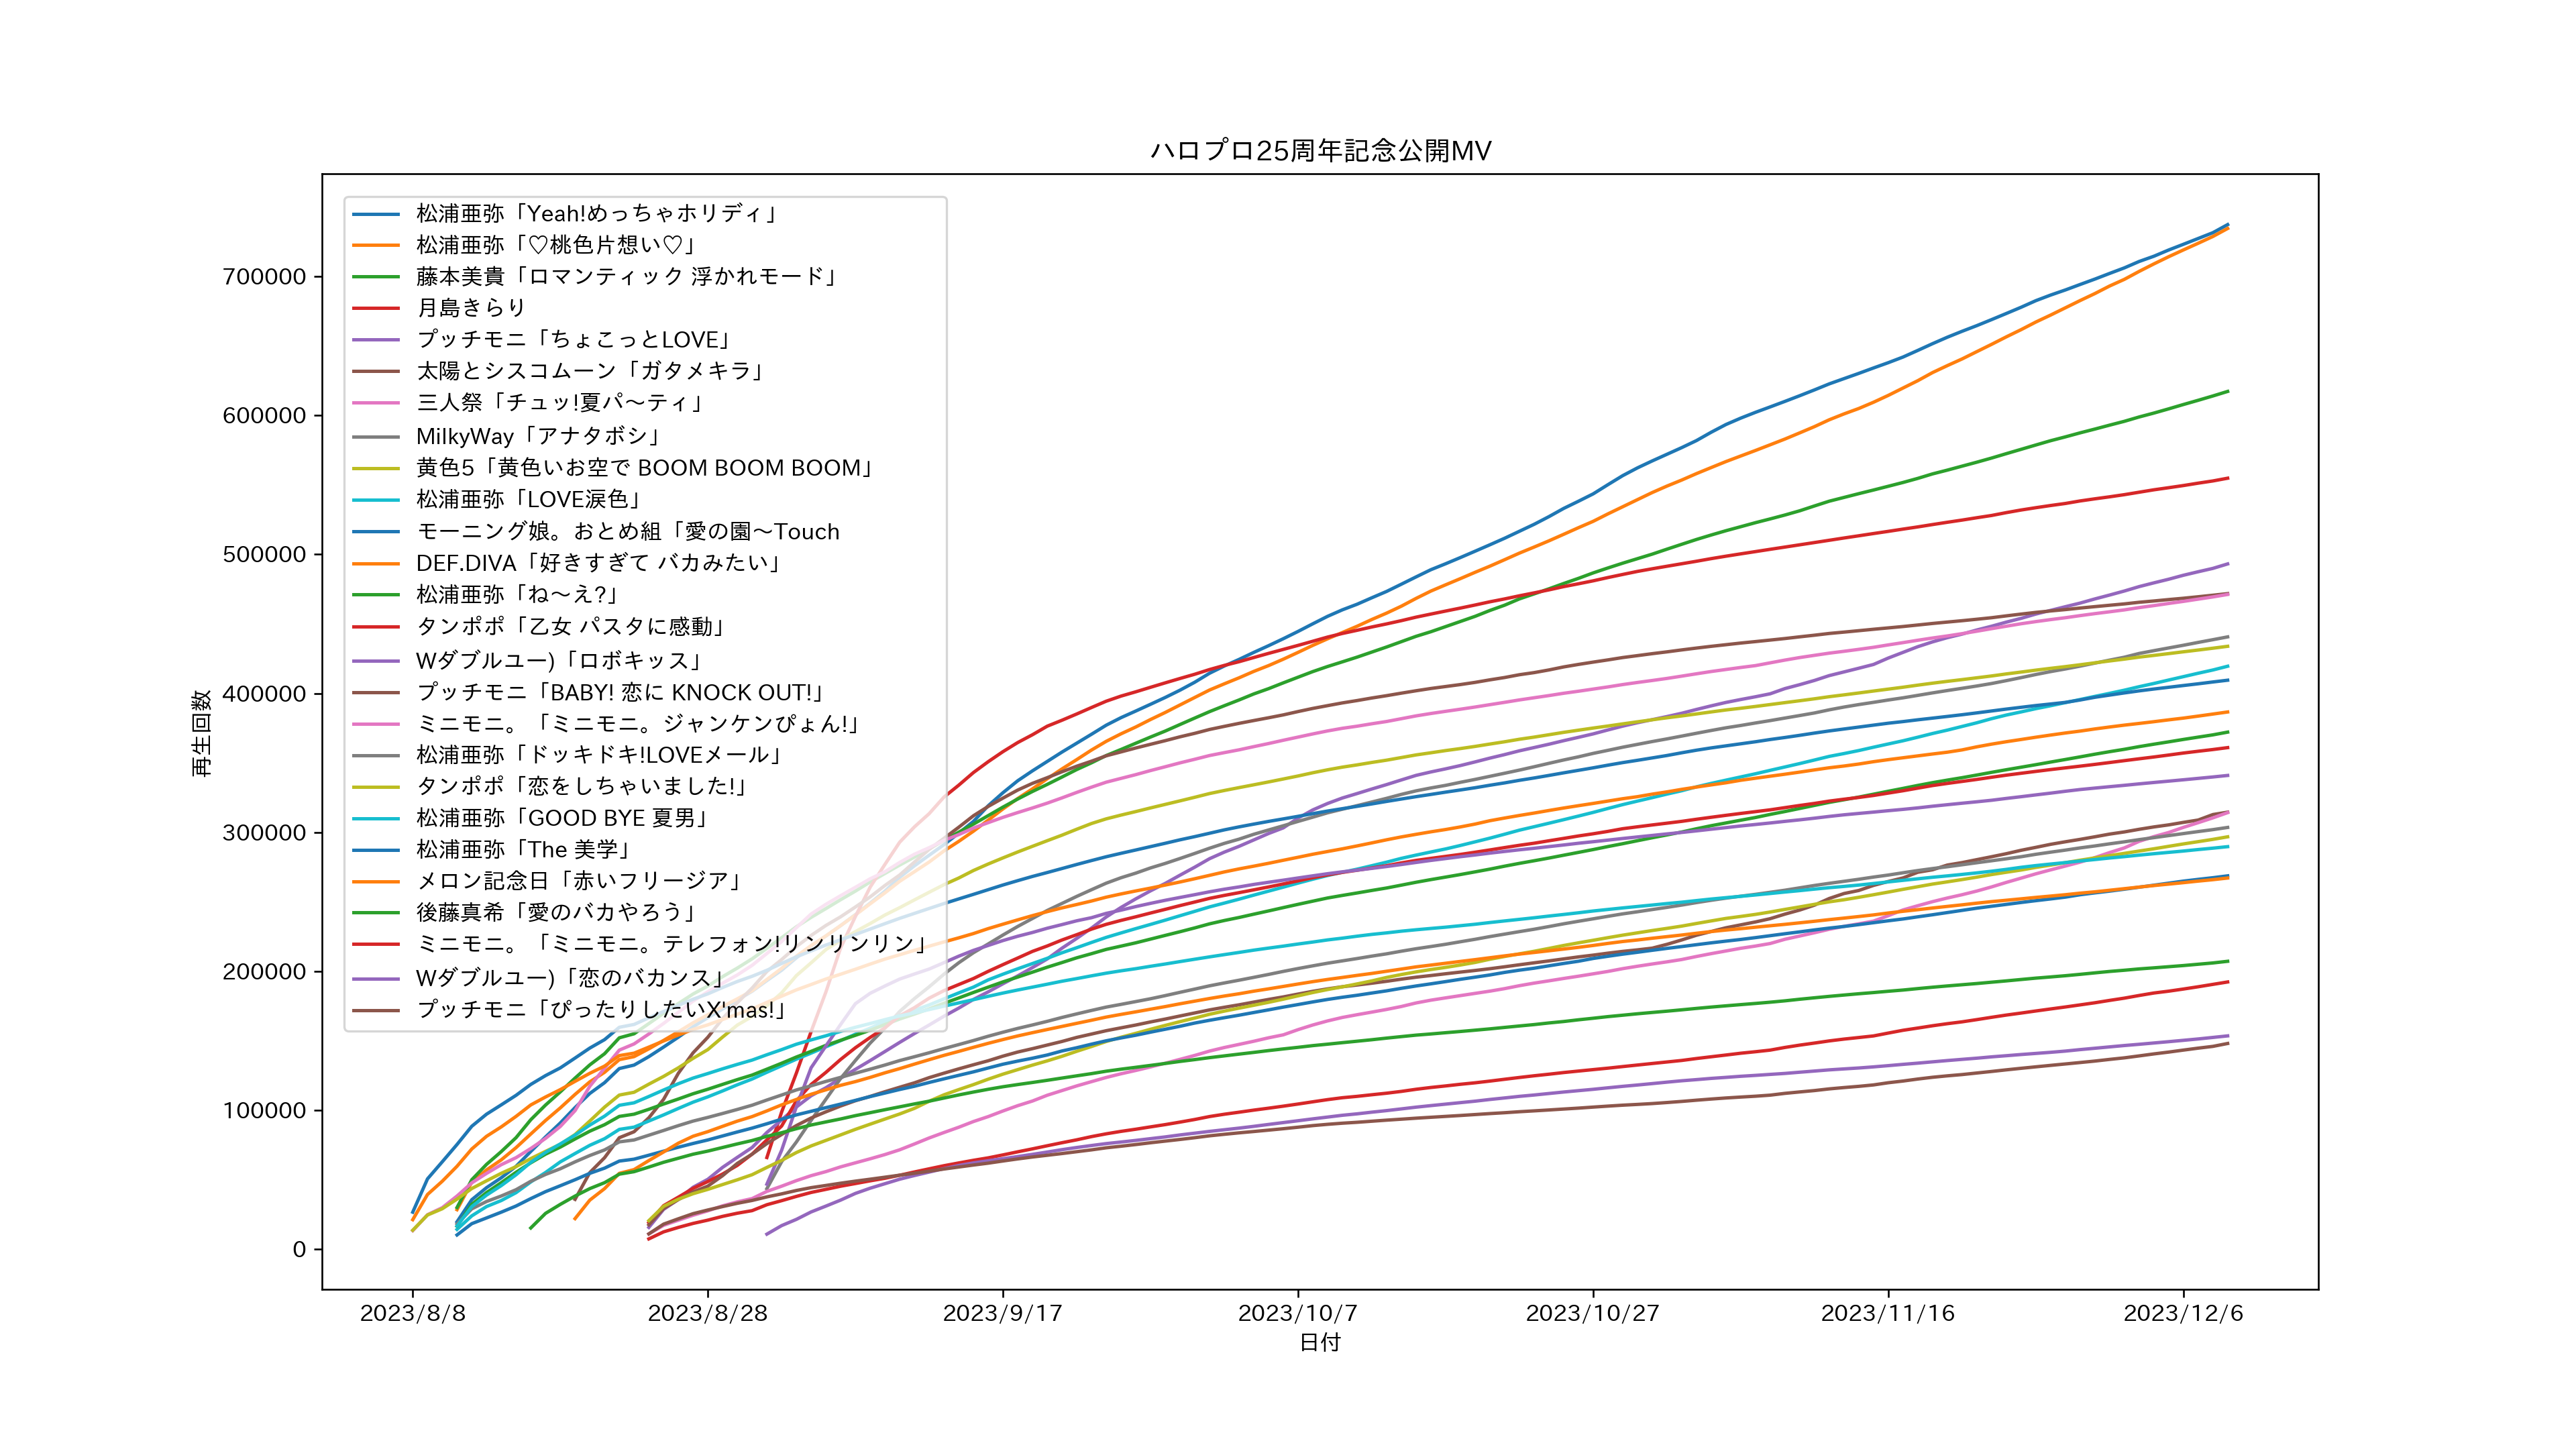 ハロプロ25周年記念公開MV
松浦亜弥「Yeah!めっちゃホリディ」
松浦亜弥「♡桃色片想い♡」
藤本美貴「ロマンティック 浮かれモード」
月島きらり
プッチモニ「ちょこっとLOVE」
太陽とシスコムーン「ガタメキラ」
三人祭「チュッ!夏パ〜ティ」
MilkyWay「アナタボシ」
黄色5「黄色いお空で BOOM BOOM BOOM」
松浦亜弥「LOVE涙色」
モーニング娘。おとめ組「愛の園〜Touch
DEF.DIVA「好きすぎて バカみたい」
松浦亜弥「ね〜え?」
タンポポ「乙女 パスタに感動」
Wダブルユー)「ロボキッス」
プッチモニ「BABY! 恋に KNOCK OUT!」
ミニモニ。「ミニモニ。ジャンケンぴょん!」
松浦亜弥「ドッキドキ!LOVEメール」
タンポポ「恋をしちゃいました!」
松浦亜弥「GOOD BYE 夏男」
松浦亜弥「The 美学」
メロン記念日「赤いフリージア」
後藤真希「愛のバカやろう」
ミニモニ。「ミニモニ。テレフォン!リンリンリン」
Wダブルユー)「恋のバカンス」
プッチモニ「ぴったりしたいX'mas!」
再生回数
700000
600000
500000
400000
300000
200000
100000
0
2023/8/8
2023/8/28
2023/9/17
2023/10/7
2023/10/27
2023/11/16
2023/12/6
日付